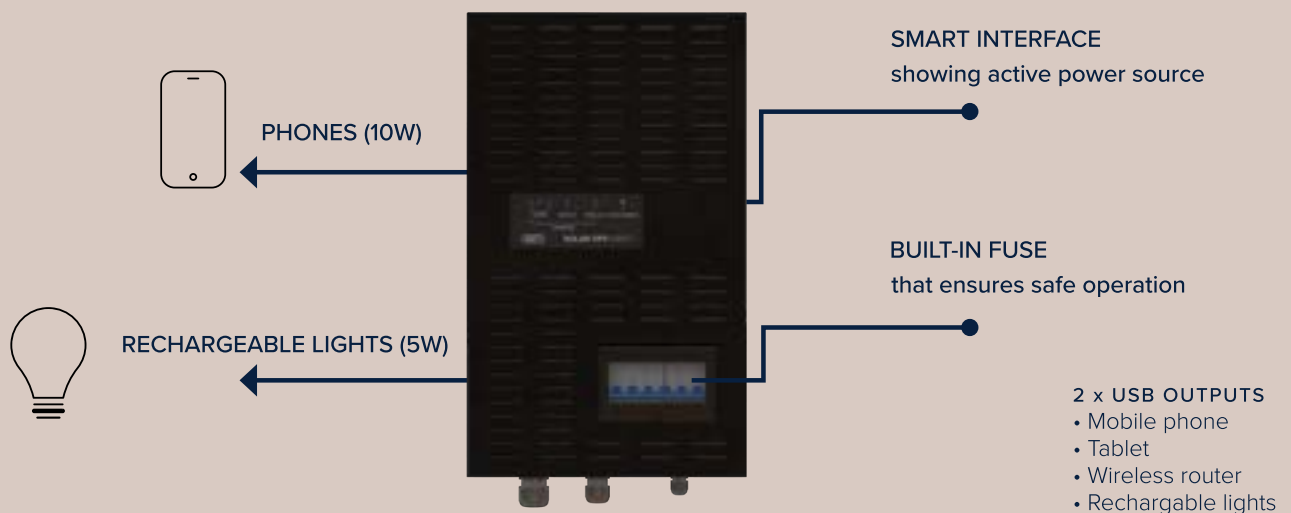 SMART INTERFACE
showing active power source
PHONES (10W)
BUILT-IN FUSE
that ensures safe operation
RECHARGEABLE LIGHTS (5W)
2 x USB OUTPUTS
• Mobile phone
• Tablet
• Wireless router
• Rechargable lights